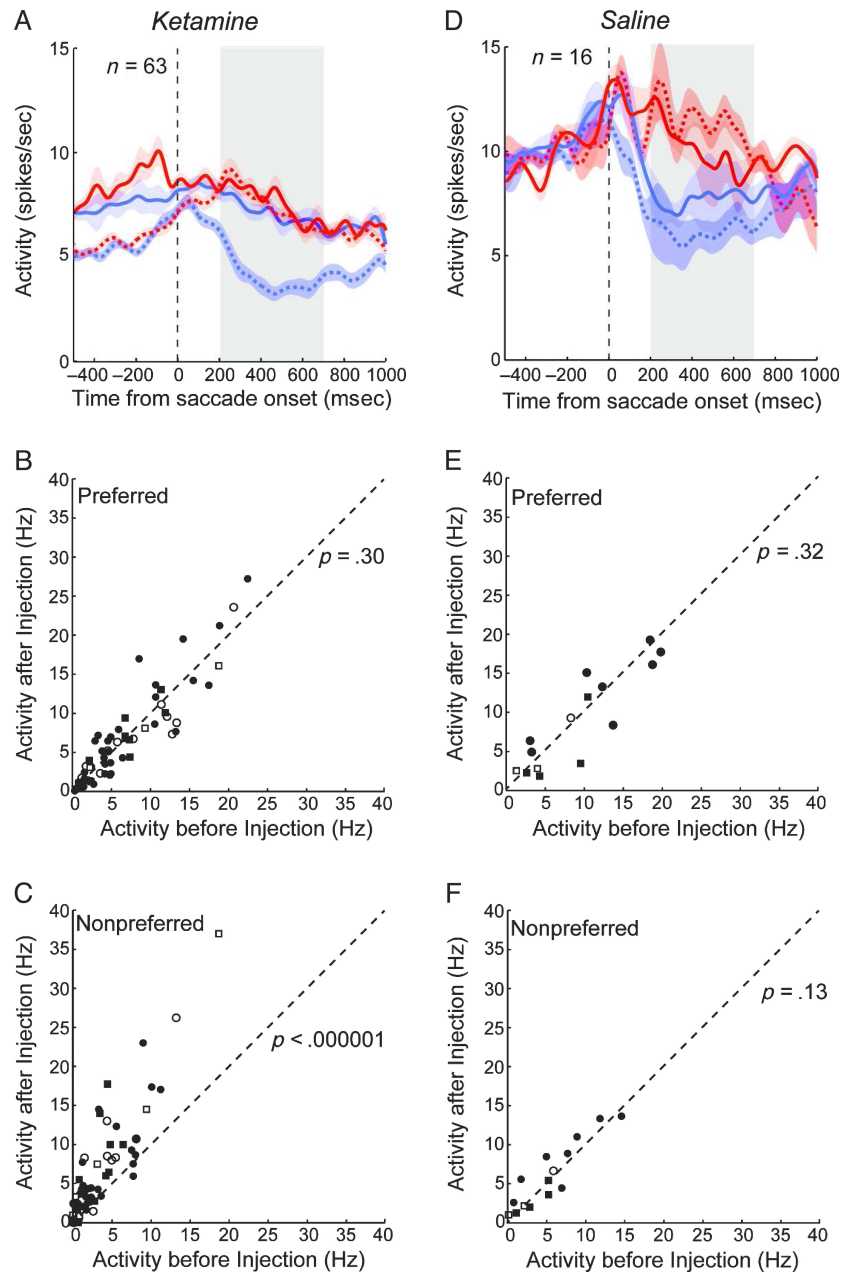 A Ketamine
n = 63
15
10
5
0
Activity (spikes/sec)
–400 –200 0 200 400 600 800 1000
Time from saccade onset (msec)
D Saline
n = 16
15
10
5
0
Activity (spikes/sec)
–400 –200 0 200 400 600 800 1000
Time from saccade onset (msec)
B
Preferred
p = .30
40
35
30
25
20
15
10
5
0
Activity after Injection (Hz)
0 5 10 15 20 25 30 35 40
Activity before Injection (Hz)
E
Preferred
p = .32
40
35
30
25
20
15
10
5
0
Activity after Injection (Hz)
0 5 10 15 20 25 30 35 40
Activity before Injection (Hz)
C
Nonpreferred
p < .000001
40
35
30
25
20
15
10
5
0
Activity after Injection (Hz)
0 5 10 15 20 25 30 35 40
Activity before Injection (Hz)
F
Nonpreferred
p = .13
40
35
30
25
20
15
10
5
0
Activity after Injection (Hz)
0 5 10 15 20 25 30 35 40
Activity before Injection (Hz)